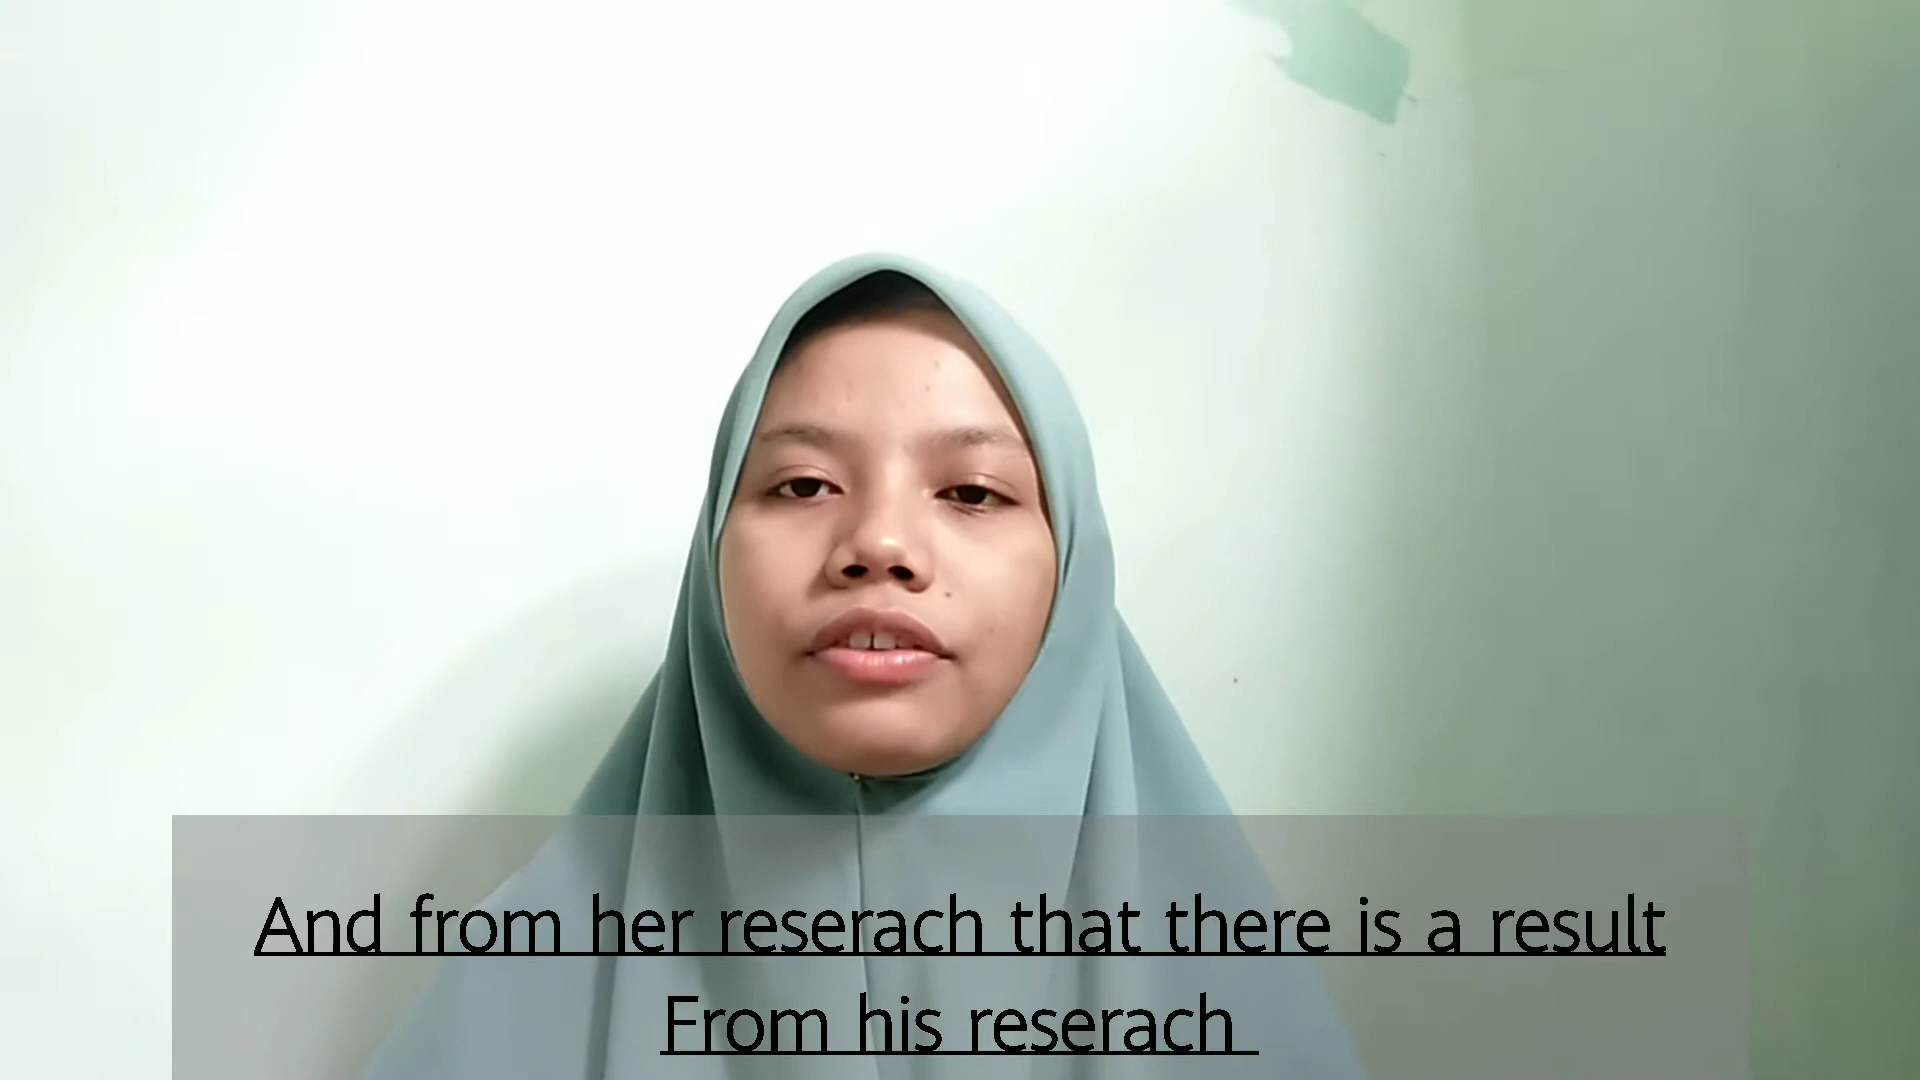 And from her reserach that there is a result
From his reserach